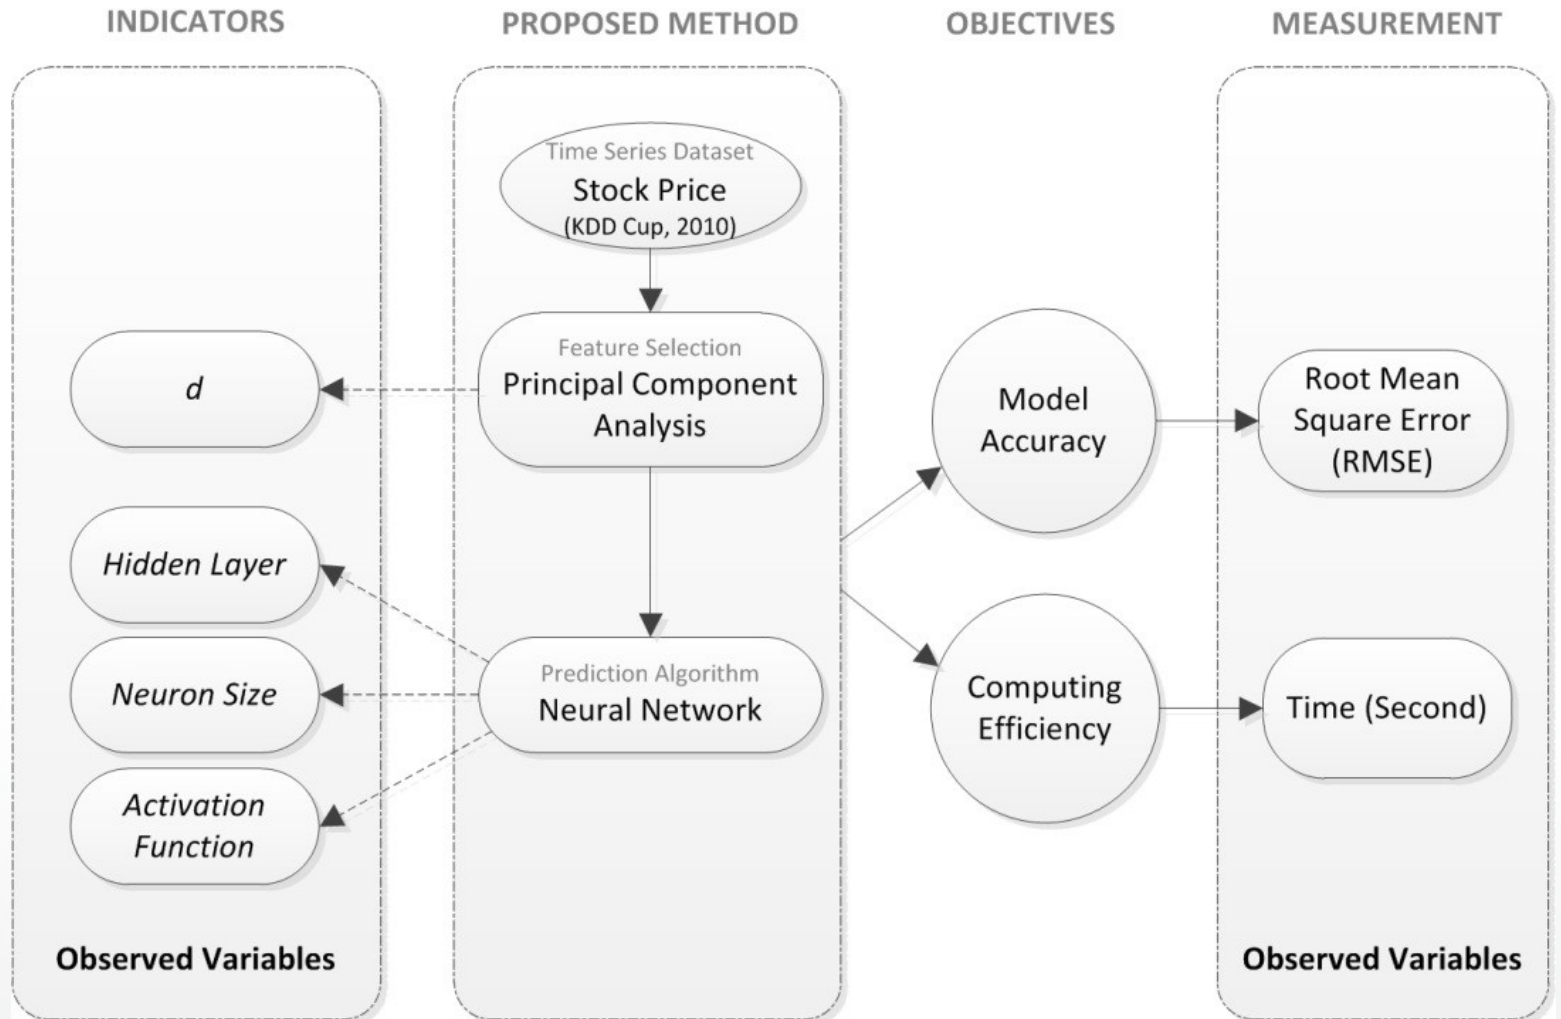 INDICATORS
PROPOSED METHOD
OBJECTIVES
MEASUREMENT
Time Series Dataset
Stock Price
(KDD Cup, 2010)
Feature Selection
Principal Component
Analysis
d
Hidden Layer
Neuron Size
Activation
Function
Prediction Algorithm
Neural Network
Model
Accuracy
Computing
Efficiency
Root Mean
Square Error
(RMSE)
Time (Second)
Observed Variables
Observed Variables